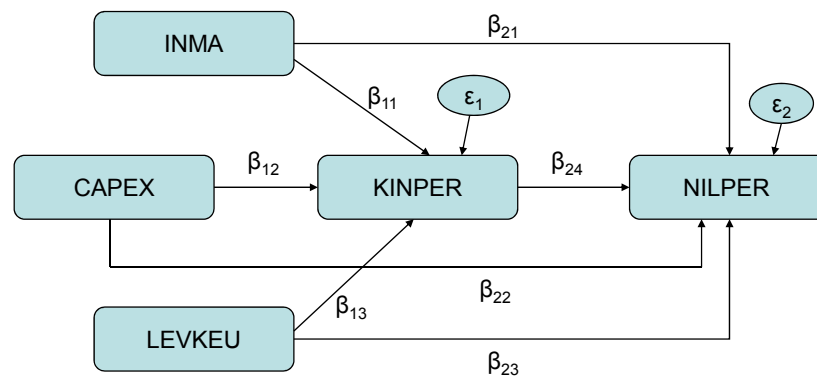 INMA
β21
β11
ε1
ε2
CAPEX
β12
KINPER
β24
NILPER
β22
β13
LEVKEU
β23